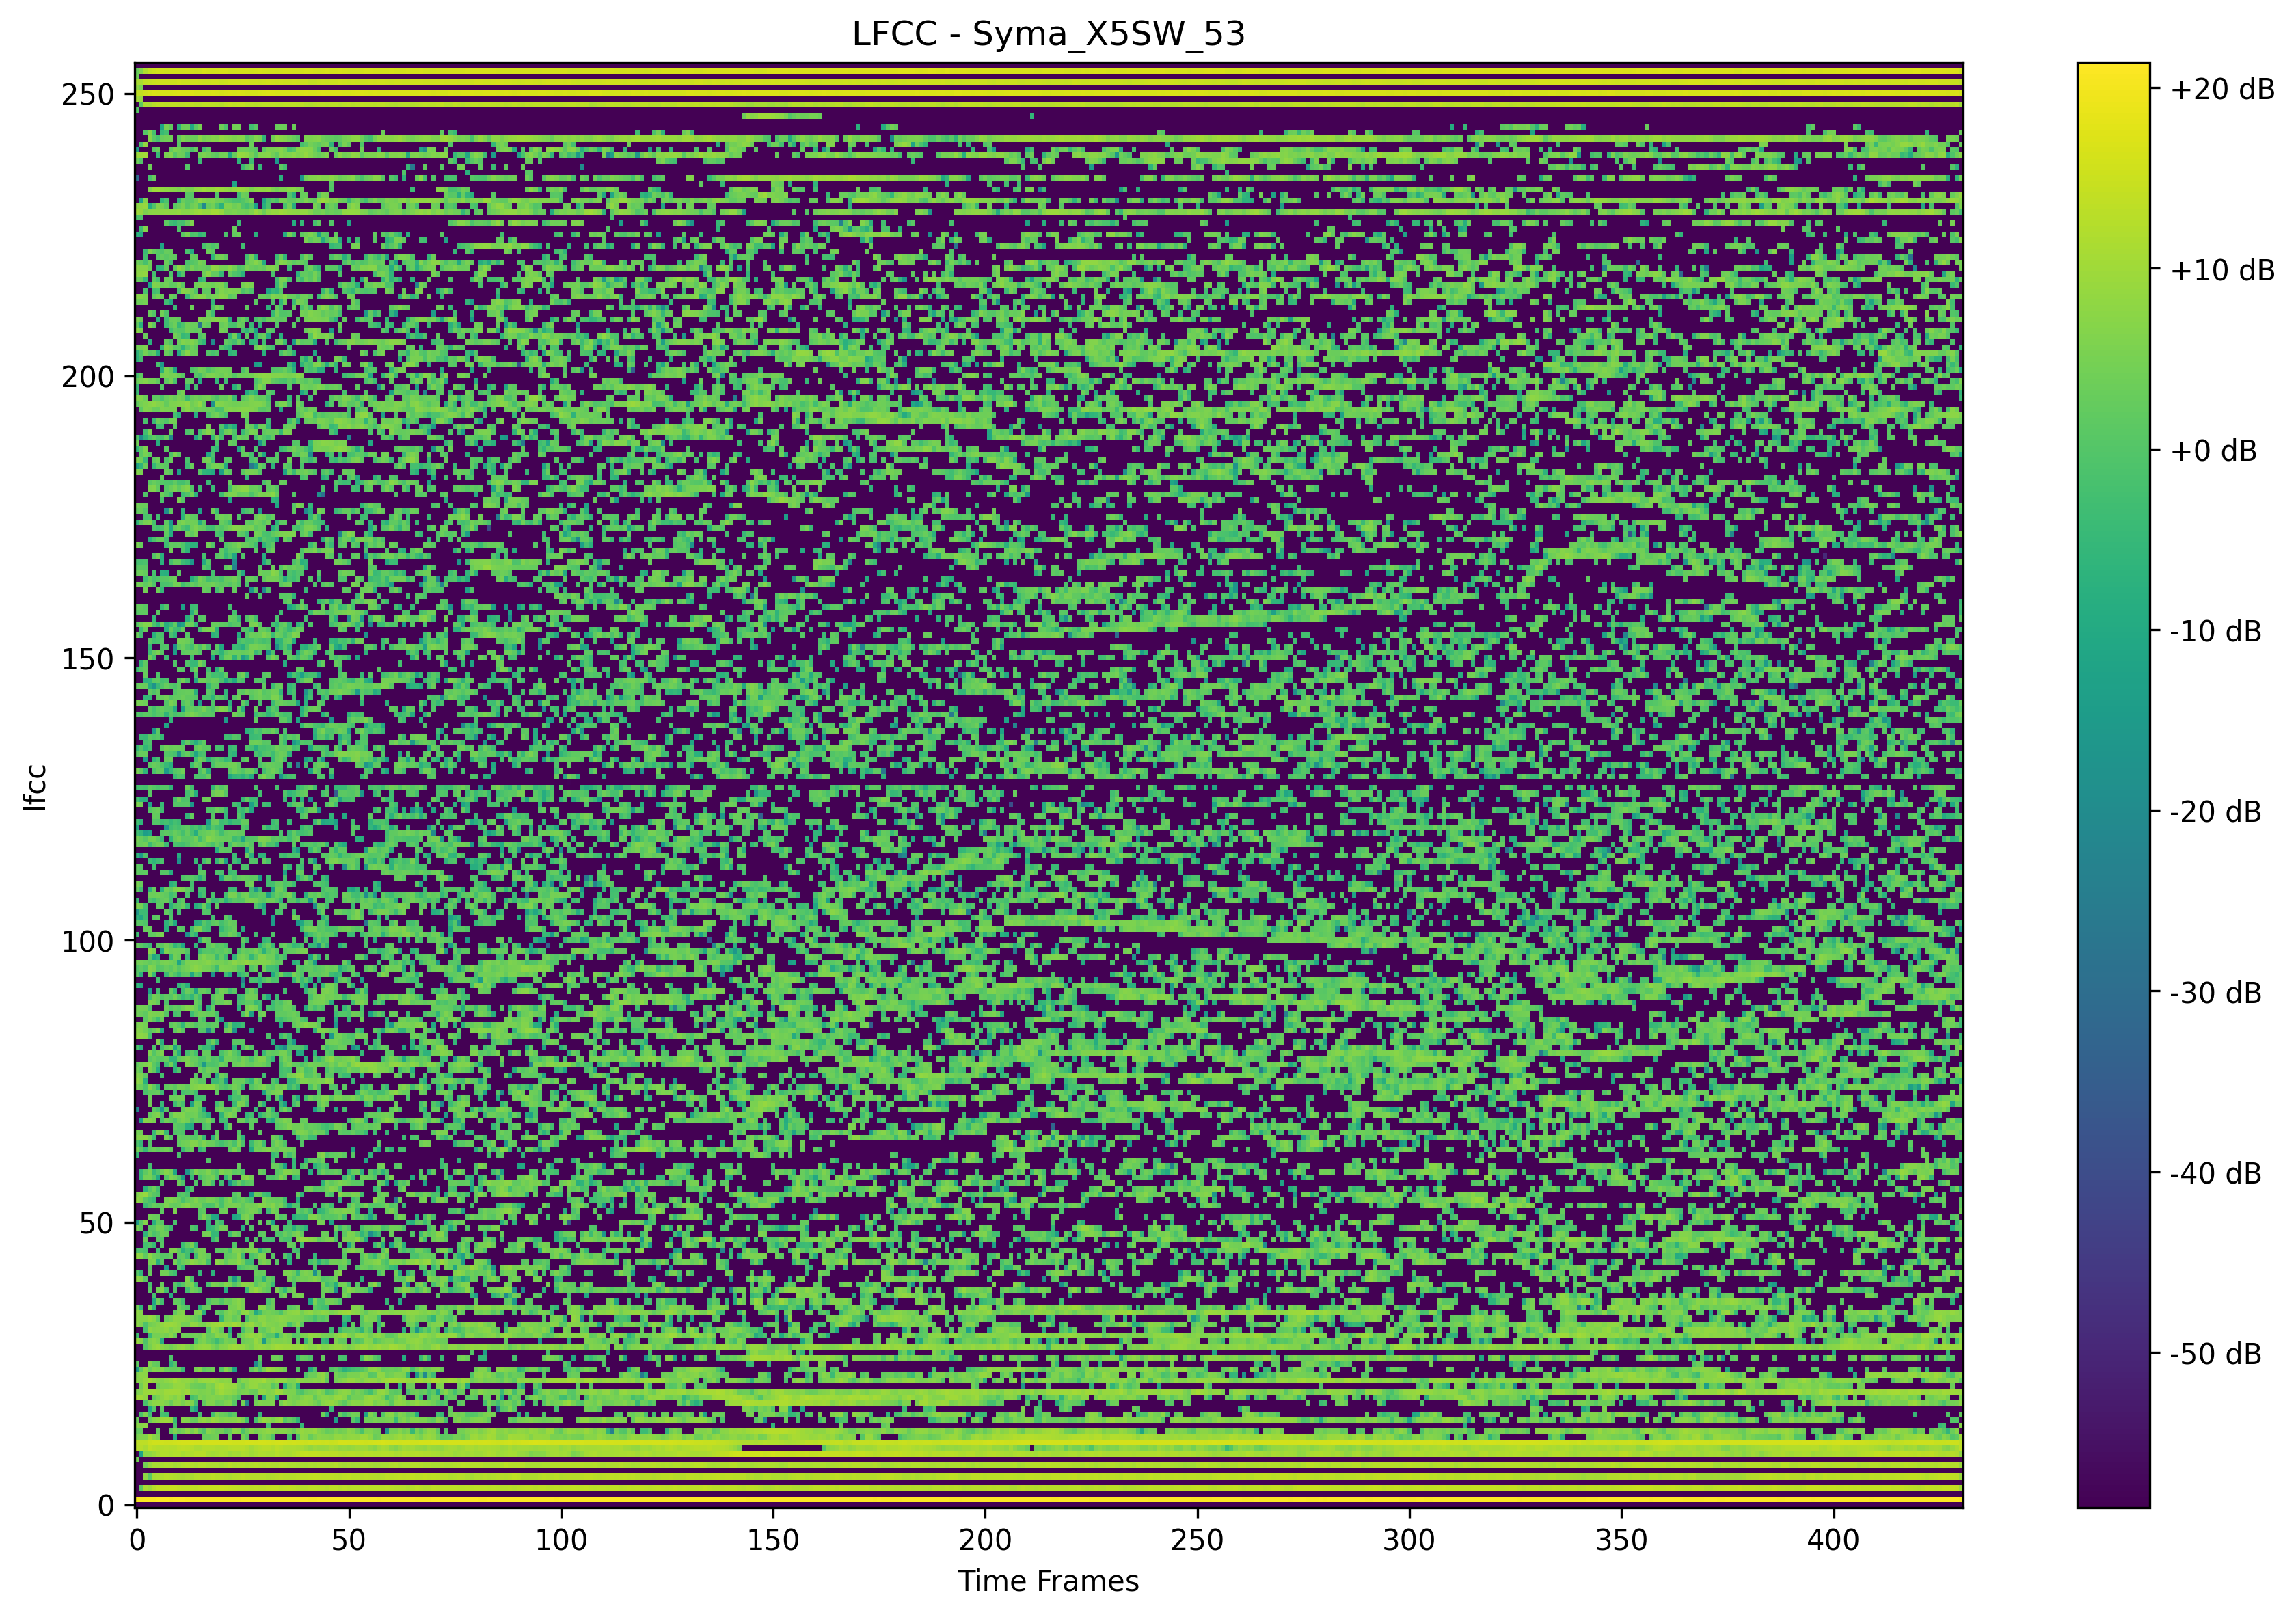 LFCC - Syma_X5SW_53
250
200
150
100
50
0
lfcc
0 50 100 150 200 250 300 350 400
Time Frames
+20 dB
+10 dB
+0 dB
-10 dB
-20 dB
-30 dB
-40 dB
-50 dB